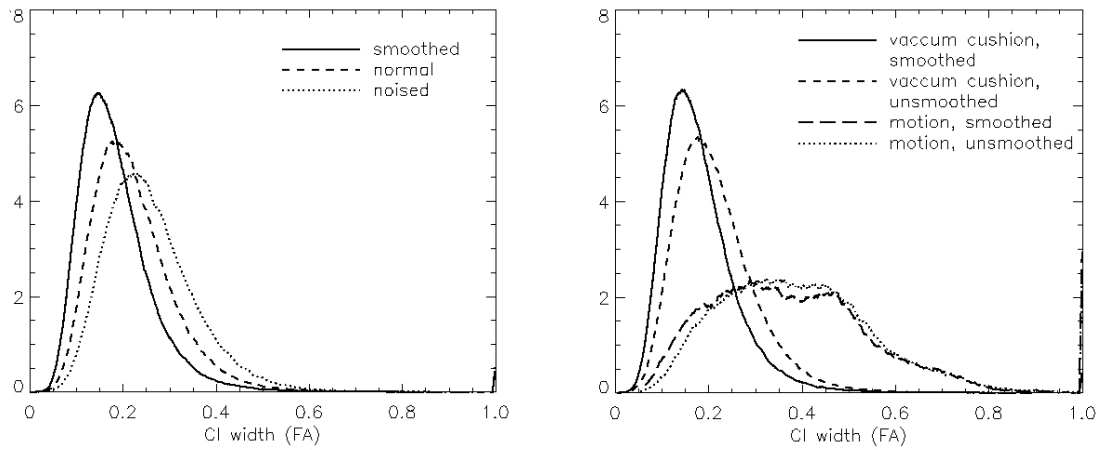 8
6
4
2
0
0
0.2
0.4
0.6
0.8
1.0
CI width (FA)
smoothed
normal
noised
8
6
4
2
0
0
0.2
0.4
0.6
0.8
1.0
CI width (FA)
vaccum cushion,
smoothed
vaccum cushion,
unsmoothed
motion, smoothed
motion, unsmoothed